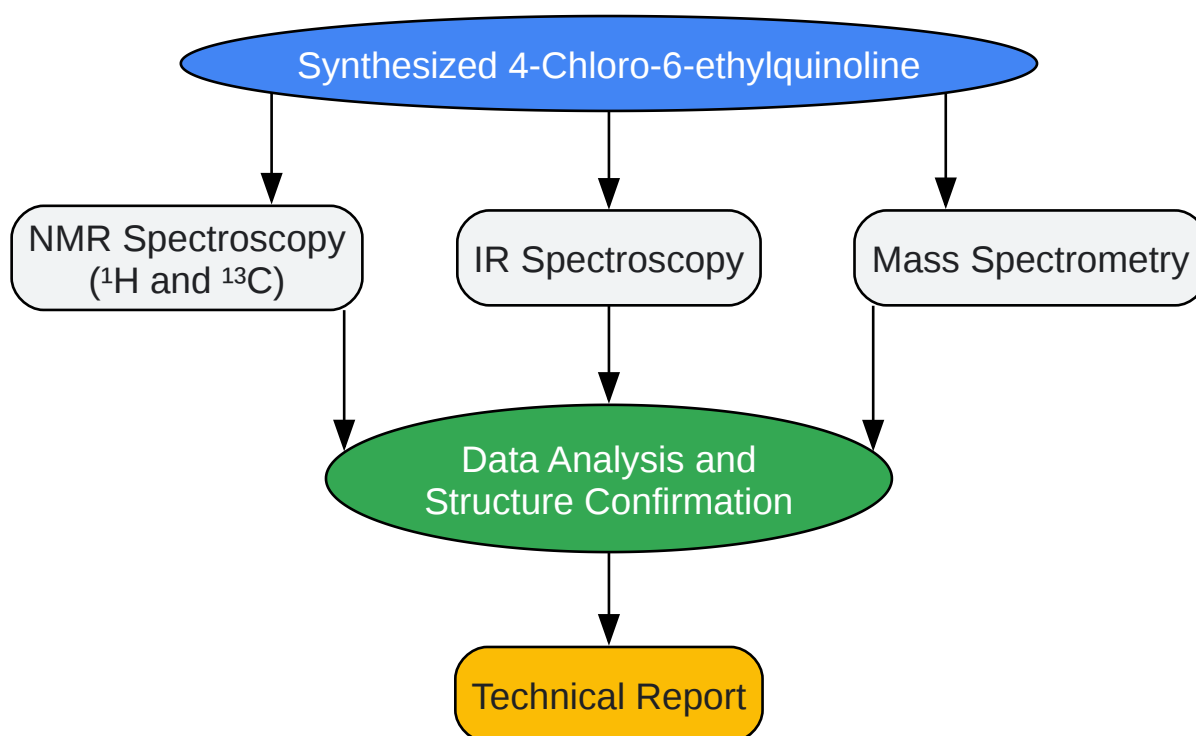 Synthesized 4-Chloro-6-ethylquinoline
NMR Spectroscopy
(¹H and ¹³C)
IR Spectroscopy
Mass Spectrometry
Data Analysis and
Structure Confirmation
Technical Report